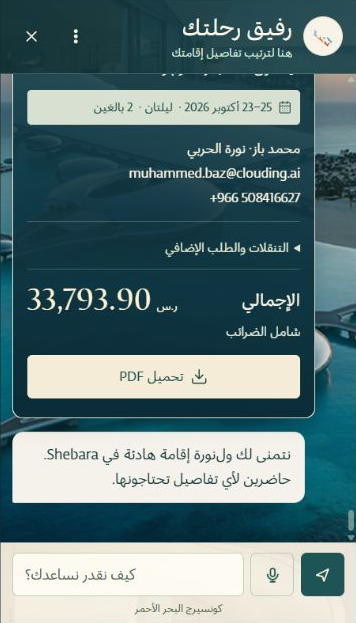 رفيق رحلتك
هنا لترتيب تفاصيل إقامتك
23–25 أكتوبر 2026 · ليلتان · 2 بالغين
محمد باز · نورة الحربي
muhammed.baz@clouding.ai
+966 508416627
التنقلات والطلب الإضافي
الإجمالي
33,793.90 ر.س
شامل الضرائب
تحميل PDF
نتمنى لك ولنورة إقامة هادئة في Shebara.
حاضرين لأي تفاصيل تحتاجونها.
كيف نقدر نساعدك؟
كونسيرج البحر الأحمر